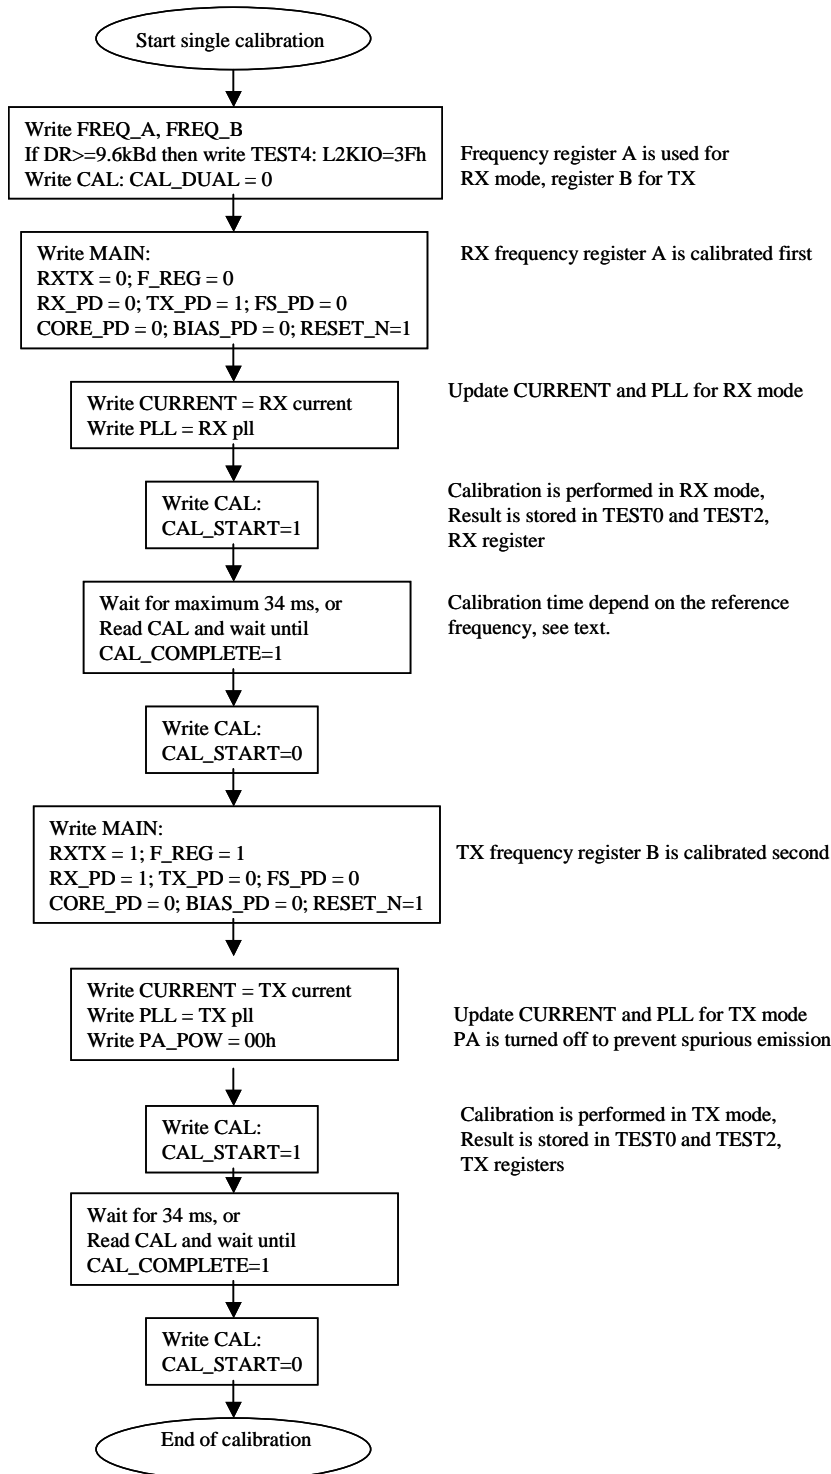 Start single calibration
Write FREQ_A, FREQ_B
If DR>=9.6kBd then write TEST4: L2KIO=3Fh
Write CAL: CAL_DUAL = 0
Frequency register A is used for
RX mode, register B for TX
Write MAIN:
RXTX = 0; F_REG = 0
RX_PD = 0; TX_PD = 1; FS_PD = 0
CORE_PD = 0; BIAS_PD = 0; RESET_N=1
RX frequency register A is calibrated first
Write CURRENT = RX current
Write PLL = RX pll
Update CURRENT and PLL for RX mode
Write CAL:
CAL_START=1
Calibration is performed in RX mode,
Result is stored in TEST0 and TEST2,
RX register
Wait for maximum 34 ms, or
Read CAL and wait until
CAL_COMPLETE=1
Calibration time depend on the reference
frequency, see text.
Write CAL:
CAL_START=0
Write MAIN:
RXTX = 1; F_REG = 1
RX_PD = 1; TX_PD = 0; FS_PD = 0
CORE_PD = 0; BIAS_PD = 0; RESET_N=1
TX frequency register B is calibrated second
Write CURRENT = TX current
Write PLL = TX pll
Write PA_POW = 00h
Update CURRENT and PLL for TX mode
PA is turned off to prevent spurious emission
Write CAL:
CAL_START=1
Calibration is performed in TX mode,
Result is stored in TEST0 and TEST2,
TX registers
Wait for 34 ms, or
Read CAL and wait until
CAL_COMPLETE=1
Write CAL:
CAL_START=0
End of calibration